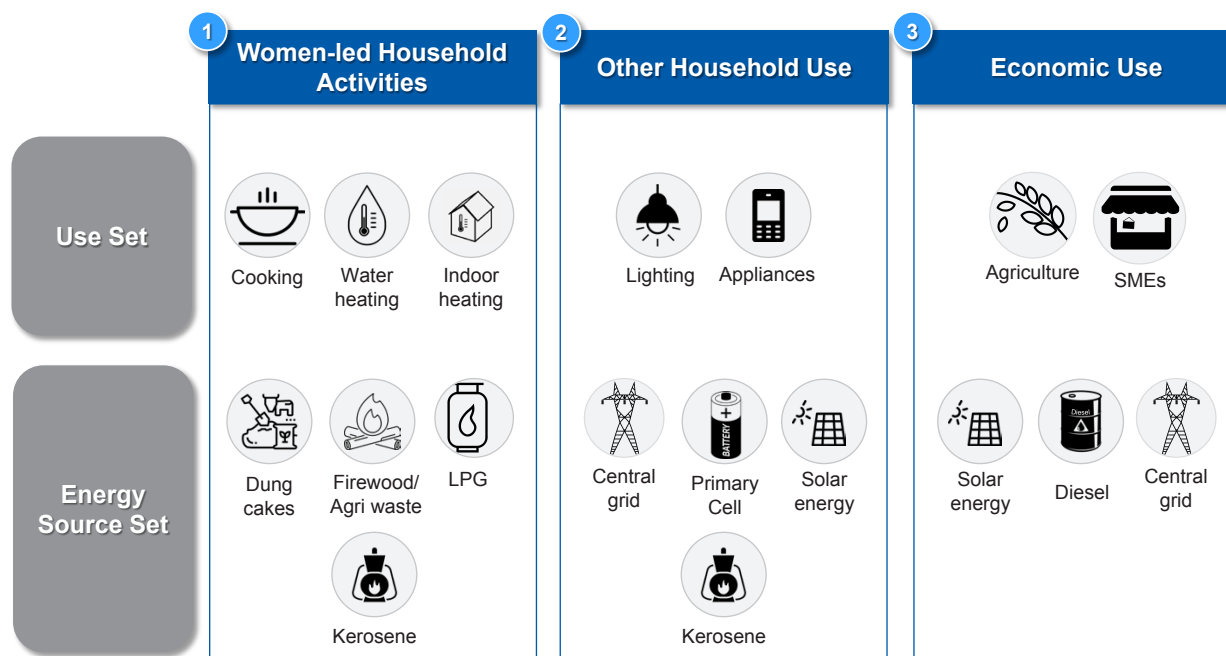 1
Women-led Household
Activities
2
Other Household Use
3
Economic Use
Use Set
Cooking
Water
heating
Indoor
heating
Lighting
Appliances
Agriculture
SMEs
Energy
Source Set
Dung
cakes
Firewood/
Agri waste
LPG
Kerosene
Central
grid
+
BATTERY
Primary
Cell
Solar
energy
Kerosene
Solar
energy
Diesel
Diesel
Central
grid